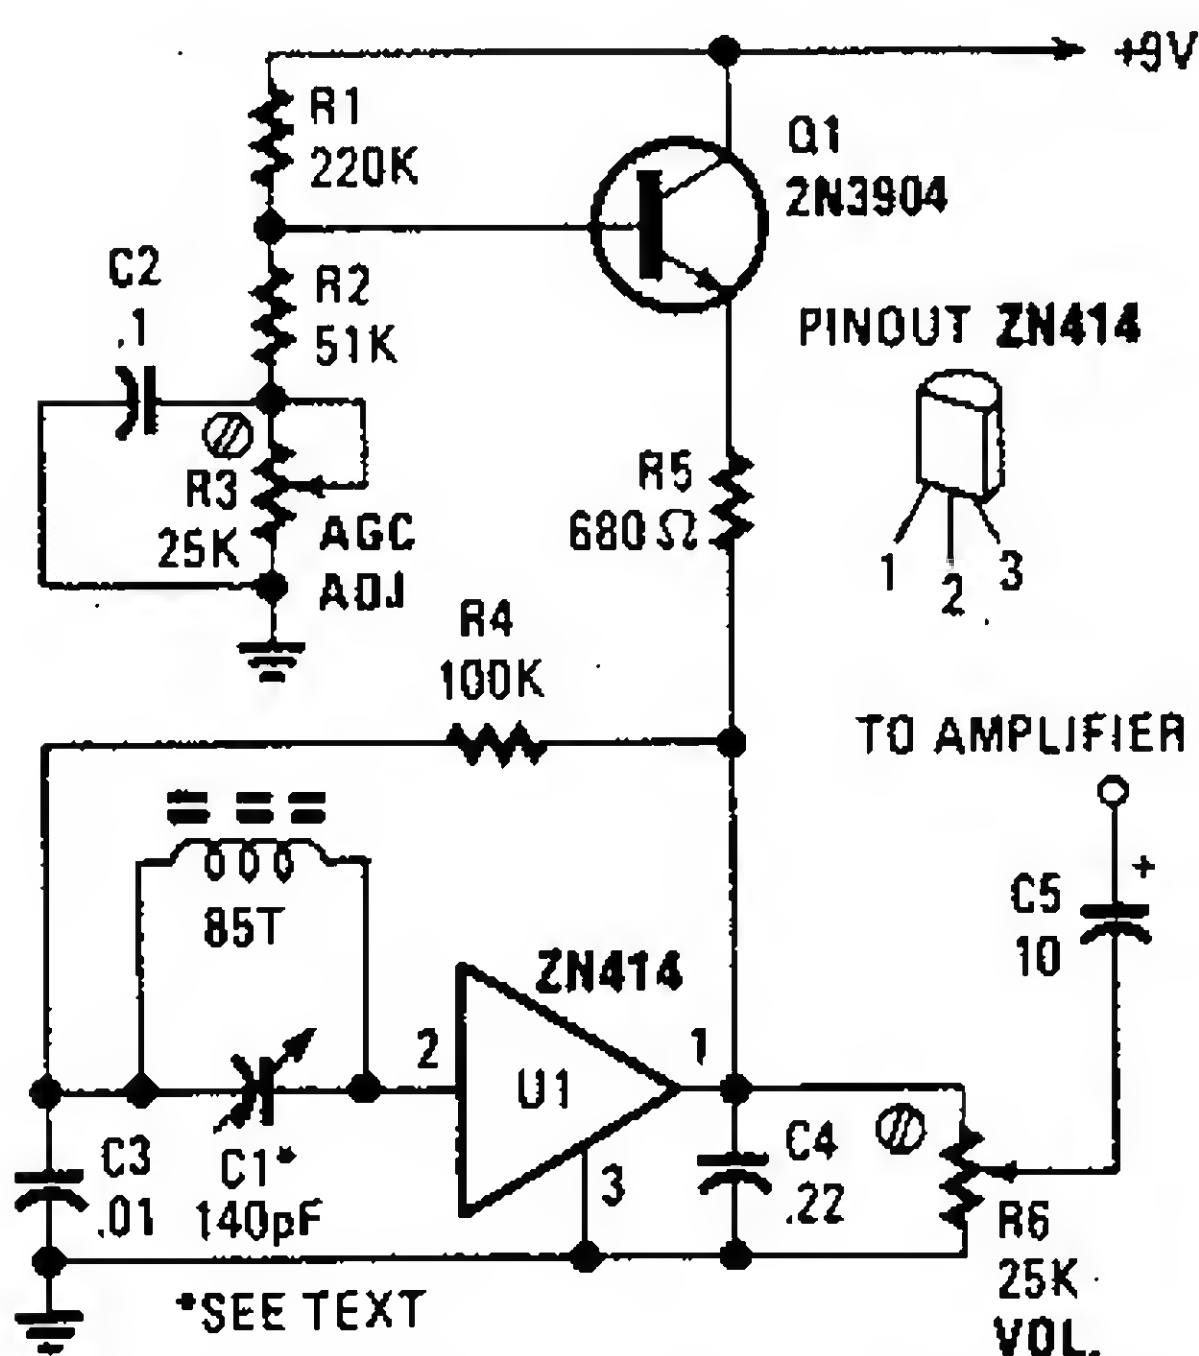 +9V
R1
220K
Q1
2N3904
C2
.1
R2
51K
PINOUT ZN414
R3
25K
AGC
ADJ
R5
680Ω
1
2
3
R4
100K
TO AMPLIFIER
85T
+
C5
10
ZN414
2
U1
1
3
C3
.01
C1*
140pF
C4
.22
R6
25K
VOL.
*SEE TEXT